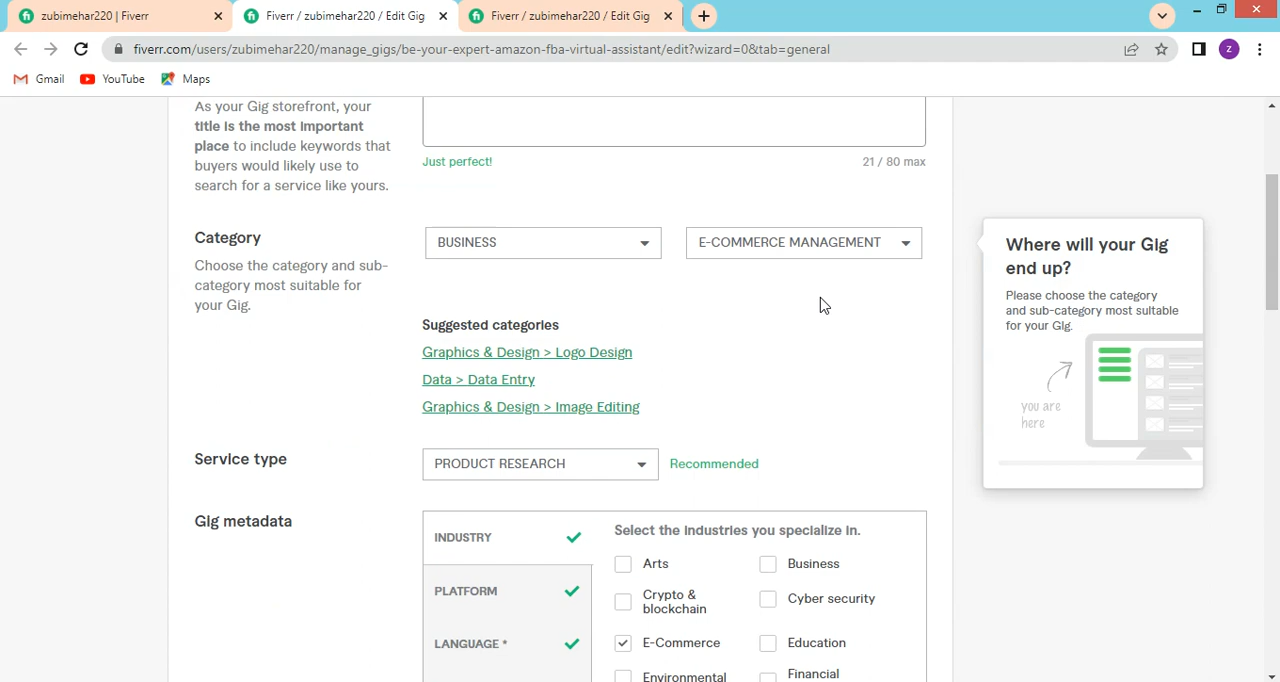 zubimehar220 | Fiverr
Fiverr / zubimehar220 / Edit Gig
Fiverr / zubimehar220 / Edit Gig
fiverr.com/users/zubimehar220/manage_gigs/be-your-expert-amazon-fba-virtual-assistant/edit?wizard=0&tab=general
Z
Gmail
YouTube
Maps
As your Gig storefront, your
title is the most important
place to include keywords that
buyers would likely use to
search for a service like yours.
Just perfect!
21 / 80 max
Category
Choose the category and sub-
category most suitable for
your Gig.
BUSINESS
E-COMMERCE MANAGEMENT
Suggested categories
Graphics & Design > Logo Design
Data > Data Entry
Graphics & Design > Image Editing
Where will your Gig
end up?
Please choose the category
and sub-category most suitable
for your Gig.
you are
here
Service type
PRODUCT RESEARCH
Recommended
Gig metadata
INDUSTRY
PLATFORM
LANGUAGE *
Select the industries you specialize in.
Arts
Business
Crypto &
blockchain
Cyber security
E-Commerce
Education
Environmental
Financial